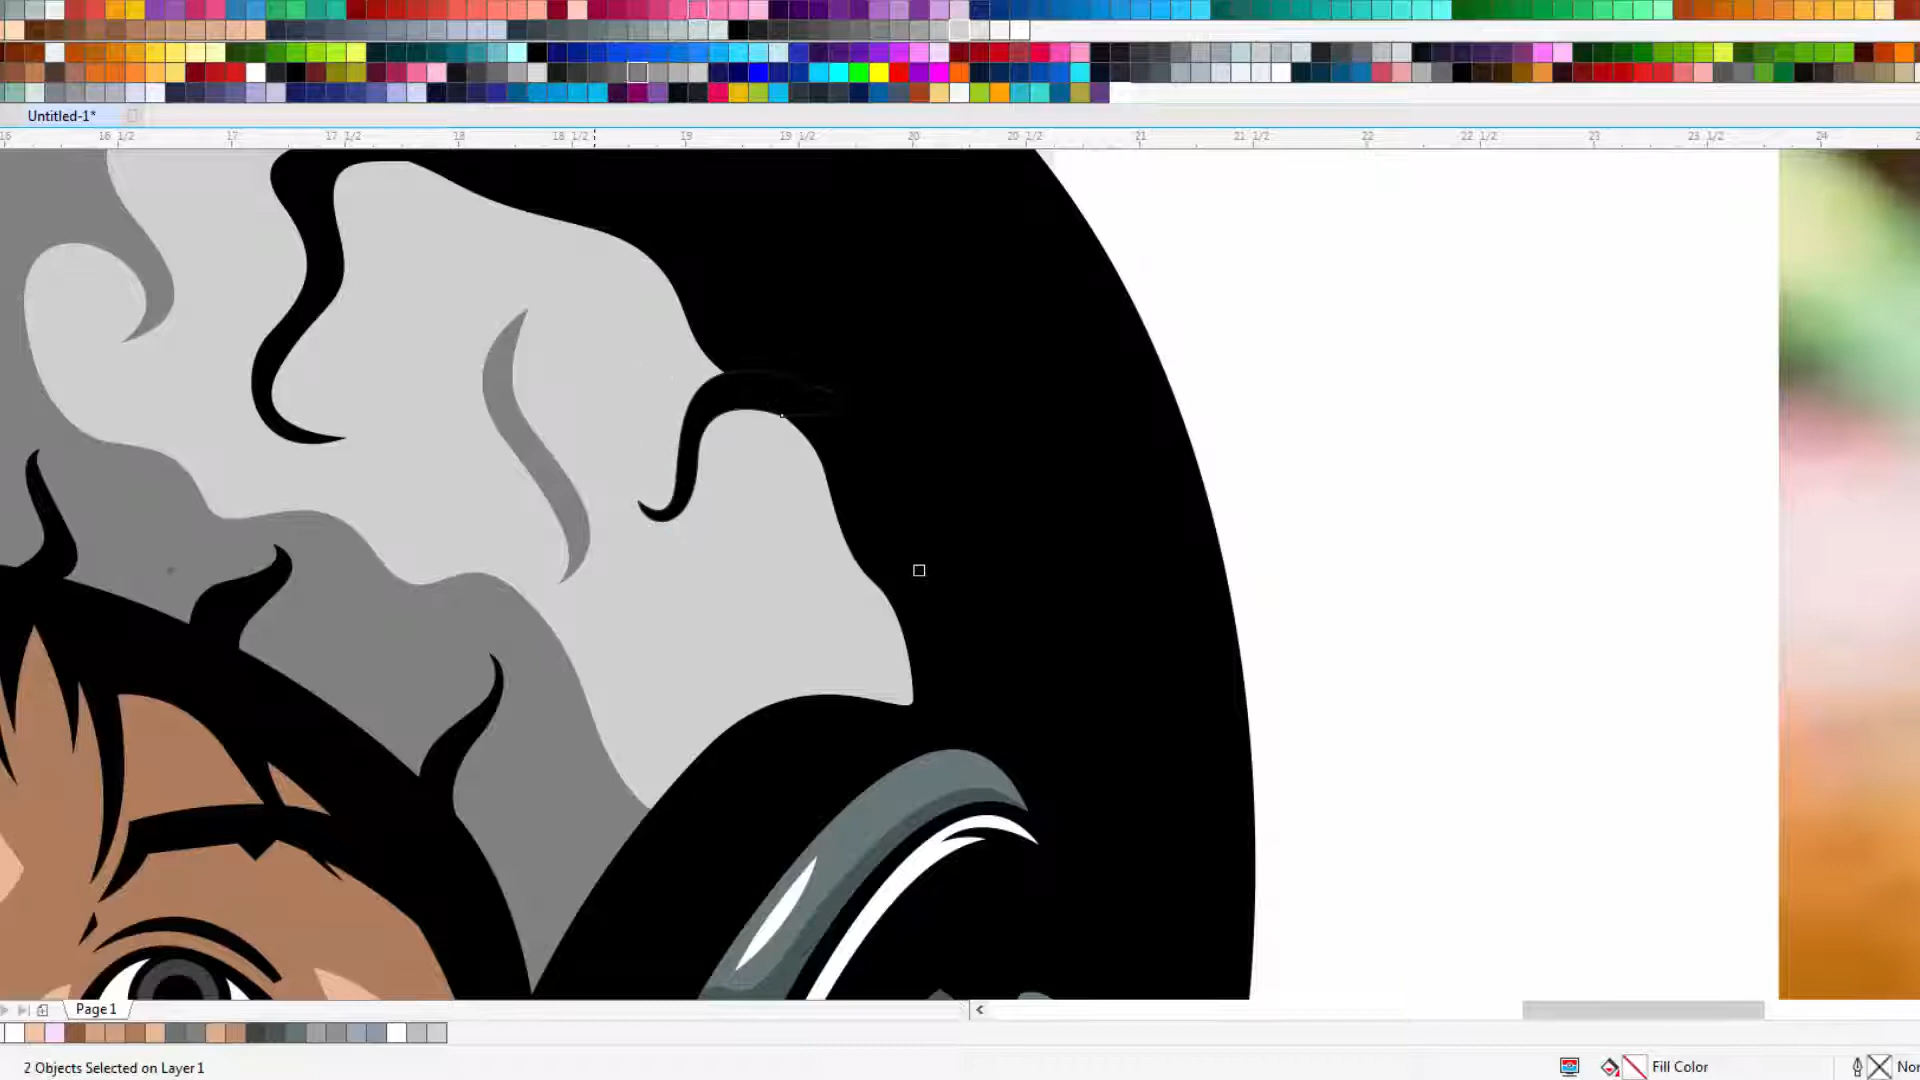 Untitled-1*
16 16 1/2 17 17 1/2 18 18 1/2 19 19 1/2 20 20 1/2 21 21 1/2 22 22 1/2 23 23 1/2 24
Page 1
2 Objects Selected on Layer 1
Fill Color
Nor